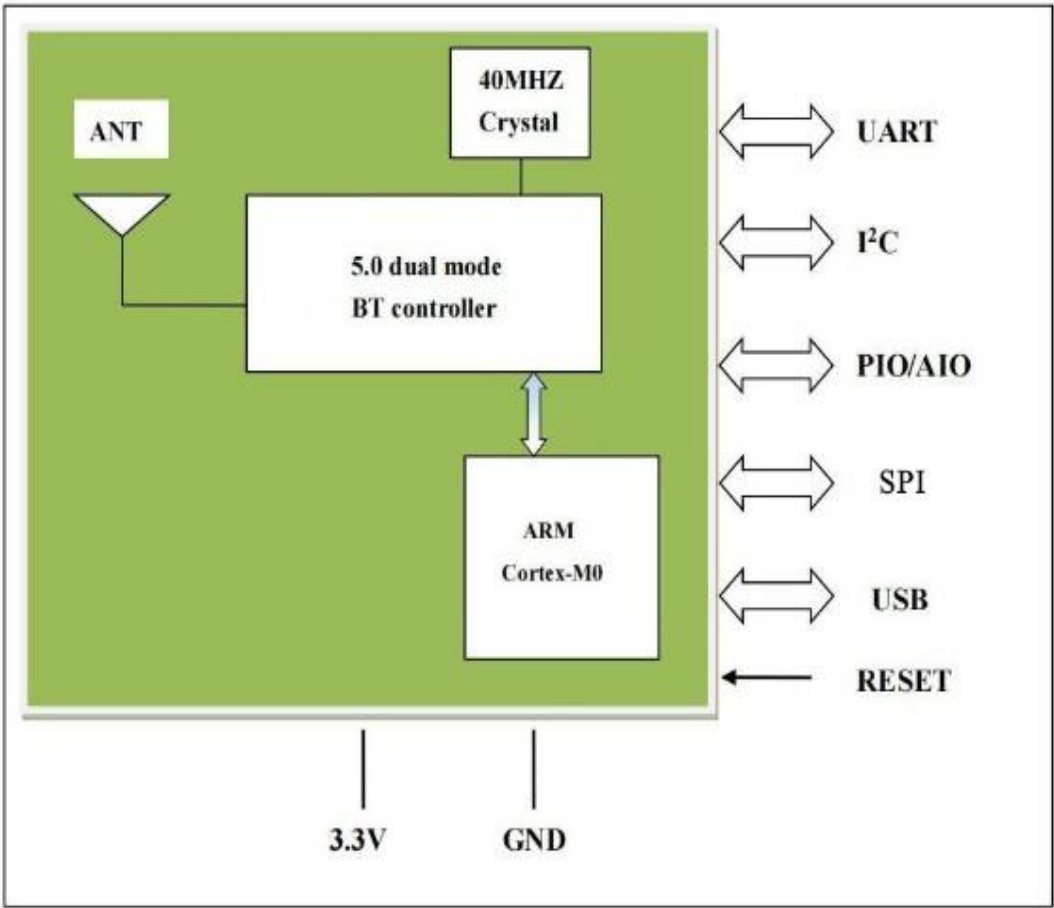 40MHZ
Crystal
ANT
UART
I²C
5.0 dual mode
BT controller
PIO/AIO
SPI
ARM
Cortex-M0
USB
RESET
3.3V
GND